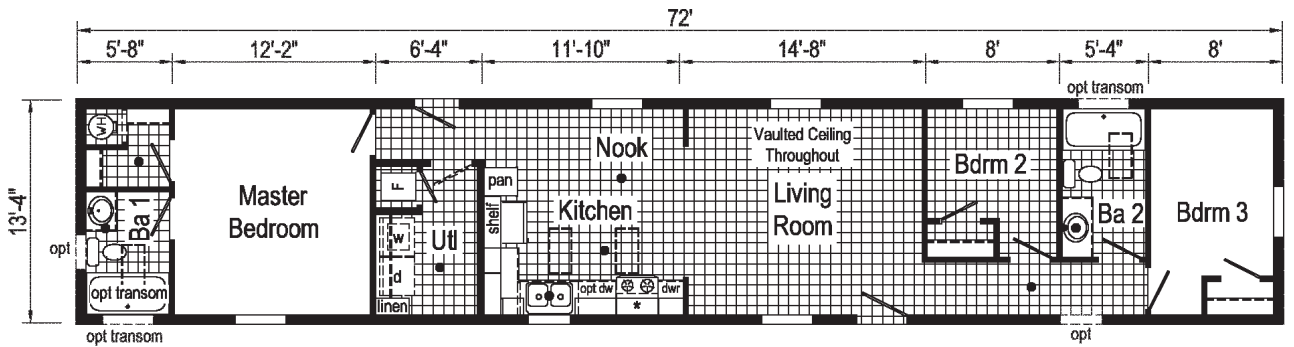 72'
5'-8"
12'-2"
6'-4"
11'-10"
14'-8"
8'
5'-4"
8'
opt transom
13'-4"
WH
Nook
Vaulted Ceiling
Throughout
Bdrm 2
F
pan
Master
Bedroom
Living
Room
Kitchen
shelf
Ba 1
Ba 2
Bdrm 3
w
Utl
opt
d
opt transom
linen
opt dw
dwr
*
opt transom
opt